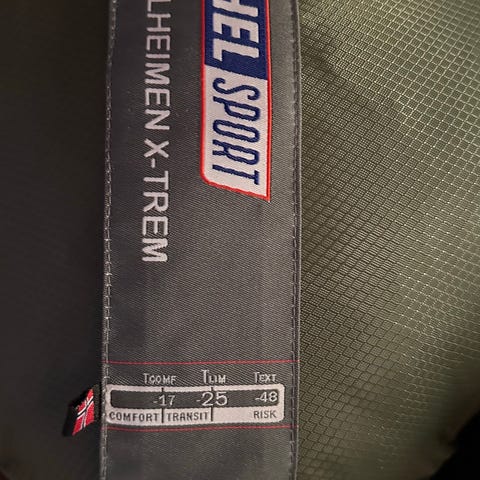 HEL SPORT
LHEIMEN X-TREM
TCOMF TLIM TEXT
-17 -25 -48
COMFORT TRANSIT RISK